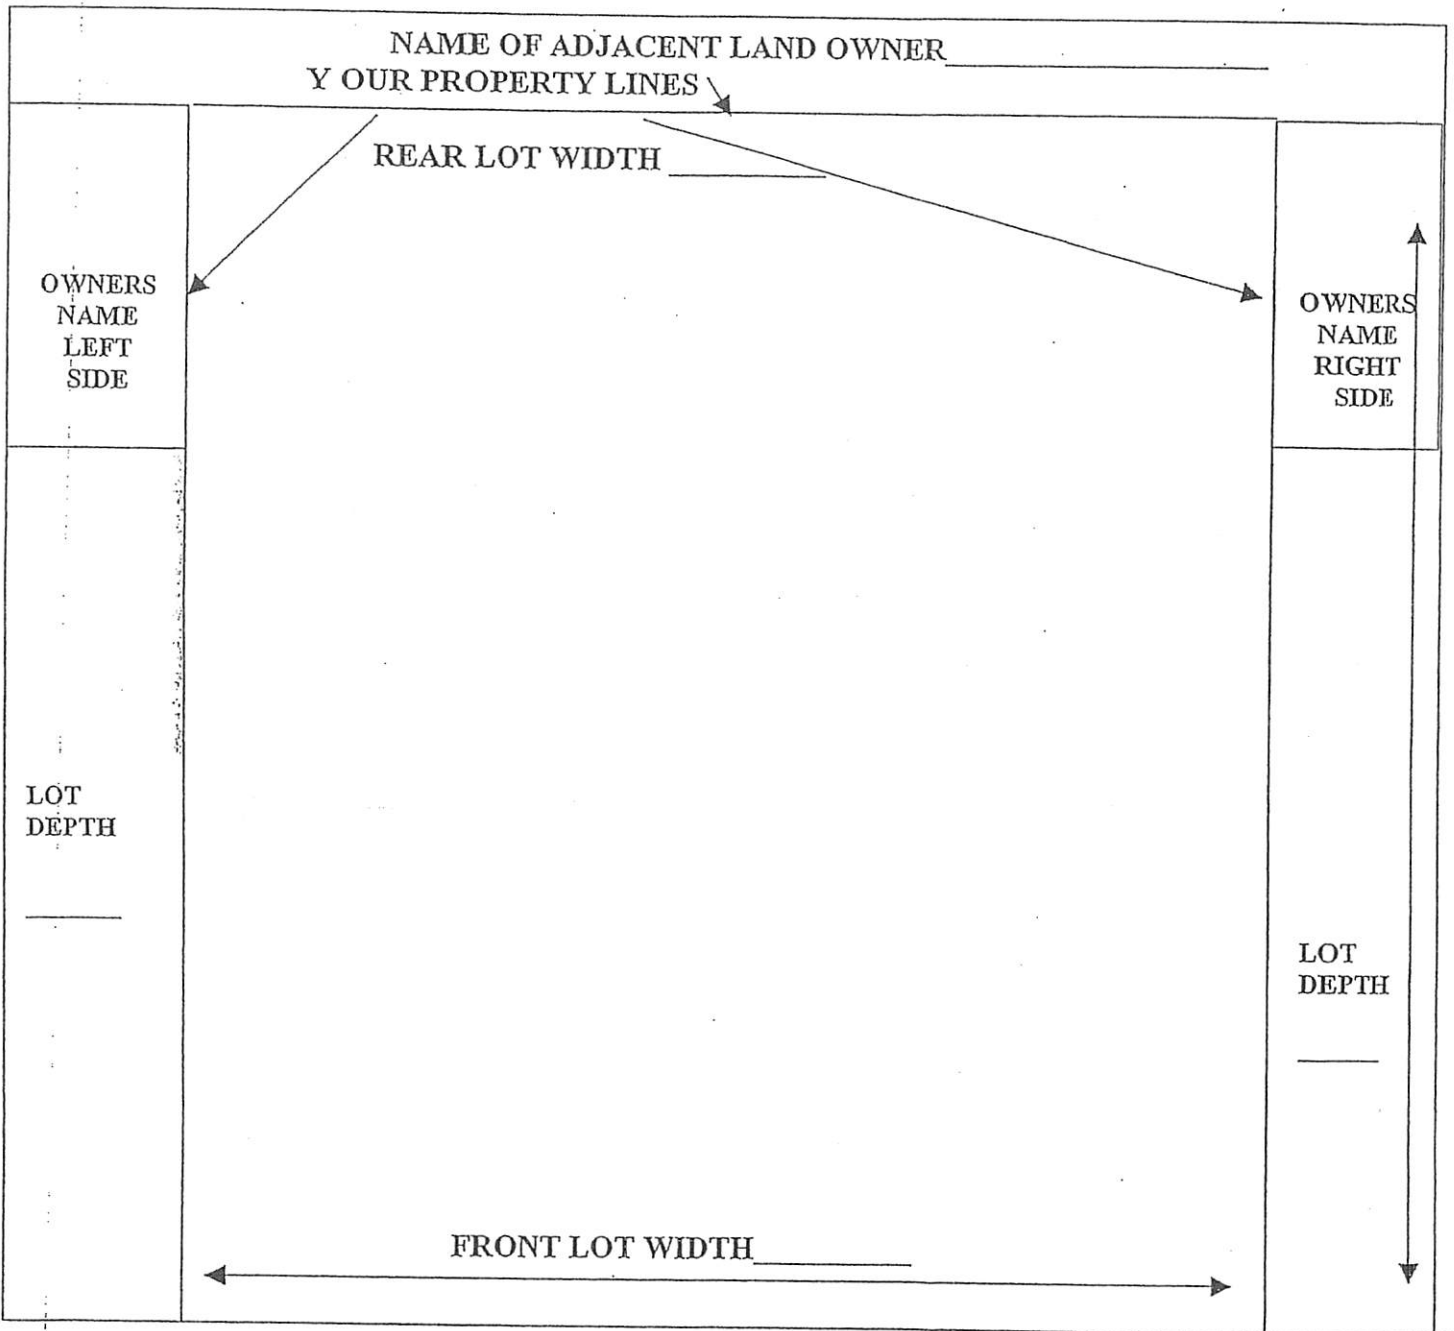 NAME OF ADJACENT LAND OWNER
Y OUR PROPERTY LINES
REAR LOT WIDTH
OWNERS
NAME
LEFT
SIDE
OWNERS
NAME
RIGHT
SIDE
LOT
DEPTH
LOT
DEPTH
FRONT LOT WIDTH